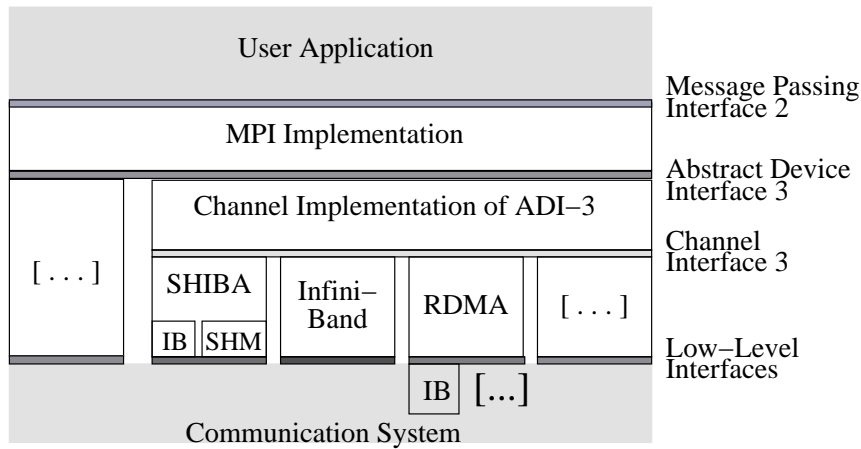 User Application
Message Passing
Interface 2
MPI Implementation
Abstract Device
Interface 3
Channel Implementation of ADI−3
Channel
Interface 3
[ . . . ]
SHIBA
IB
SHM
Infini−
Band
RDMA
[ . . . ]
Low−Level
Interfaces
IB
[...]
Communication System